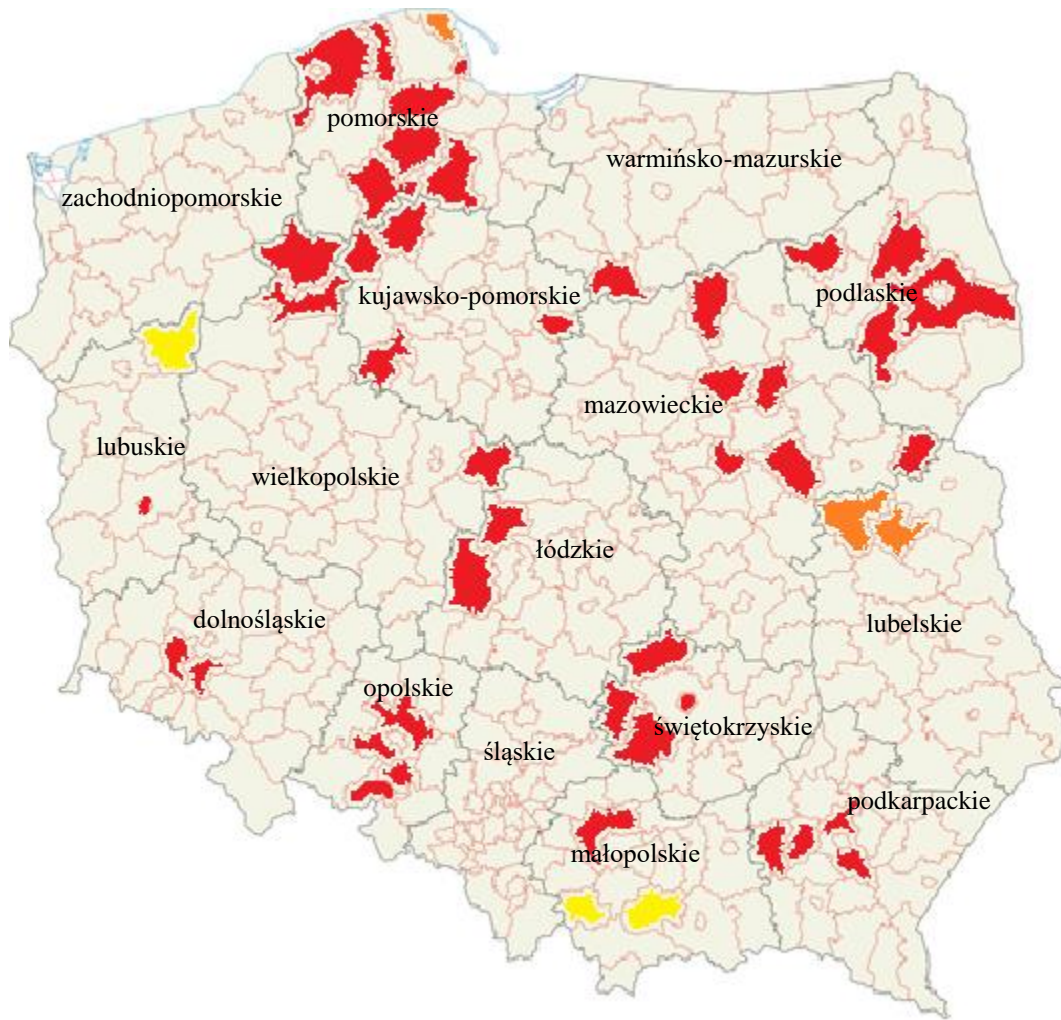 pomorskie
warmińsko-mazurskie
zachodniopomorskie
podlaskie
kujawsko-pomorskie
mazowieckie
lubuskie
wielkopolskie
łódzkie
dolnośląskie
lubelskie
opolskie
świętokrzyskie
śląskie
podkarpackie
małopolskie